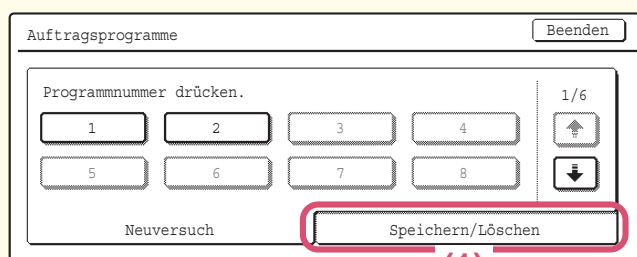 Auftragsprogramme Beenden
Programmnummer drücken. 1/6
1 2 3 4
5 6 7 8
Neuversuch Speichern/Löschen